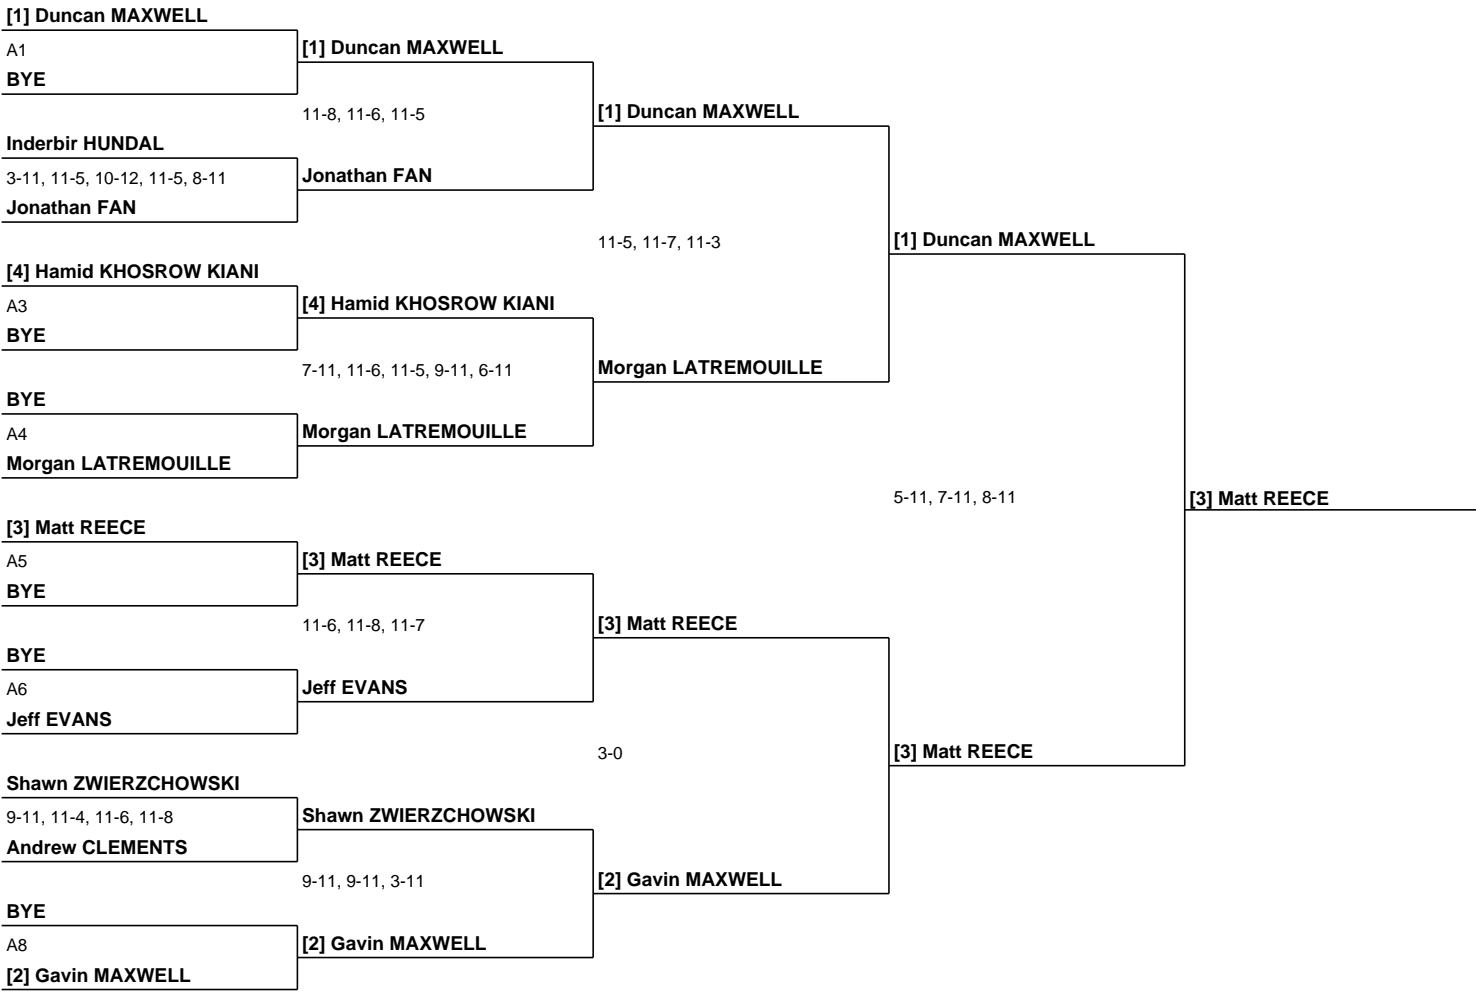 [1] Duncan MAXWELL
A1
BYE
Inderbir HUNDAL
3-11, 11-5, 10-12, 11-5, 8-11
Jonathan FAN
[4] Hamid KHOSROW KIANI
A3
BYE
BYE
A4
Morgan LATREMOUILLE
[3] Matt REECE
A5
BYE
BYE
A6
Jeff EVANS
Shawn ZWIERZCHOWSKI
9-11, 11-4, 11-6, 11-8
Andrew CLEMENTS
BYE
A8
[2] Gavin MAXWELL
[1] Duncan MAXWELL
11-8, 11-6, 11-5
Jonathan FAN
[4] Hamid KHOSROW KIANI
7-11, 11-6, 11-5, 9-11, 6-11
Morgan LATREMOUILLE
[3] Matt REECE
11-6, 11-8, 11-7
Jeff EVANS
Shawn ZWIERZCHOWSKI
9-11, 9-11, 3-11
[2] Gavin MAXWELL
[1] Duncan MAXWELL
11-5, 11-7, 11-3
Morgan LATREMOUILLE
[3] Matt REECE
3-0
[2] Gavin MAXWELL
[1] Duncan MAXWELL
5-11, 7-11, 8-11
[3] Matt REECE
[3] Matt REECE